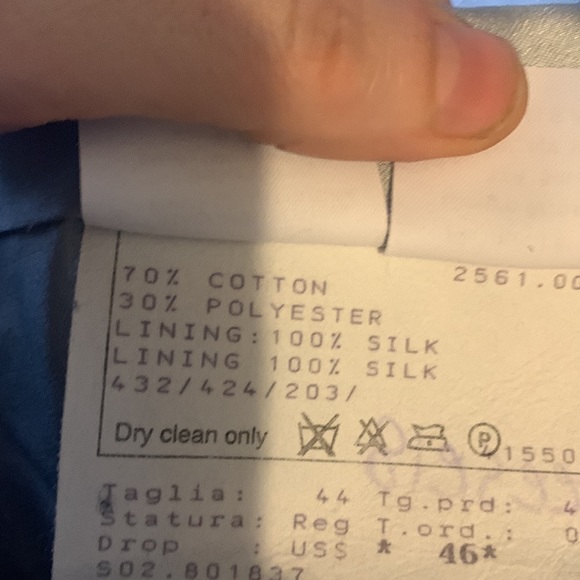 70% COTTON 2561.00
30% POLYESTER
LINING:100% SILK
LINING 100% SILK
432/424/203/
Dry clean only P 1550
Taglia: 44 Tg.prd: 4
Statura: Reg T.ord.: 0
Drop : US$ * 46*
S02.801837